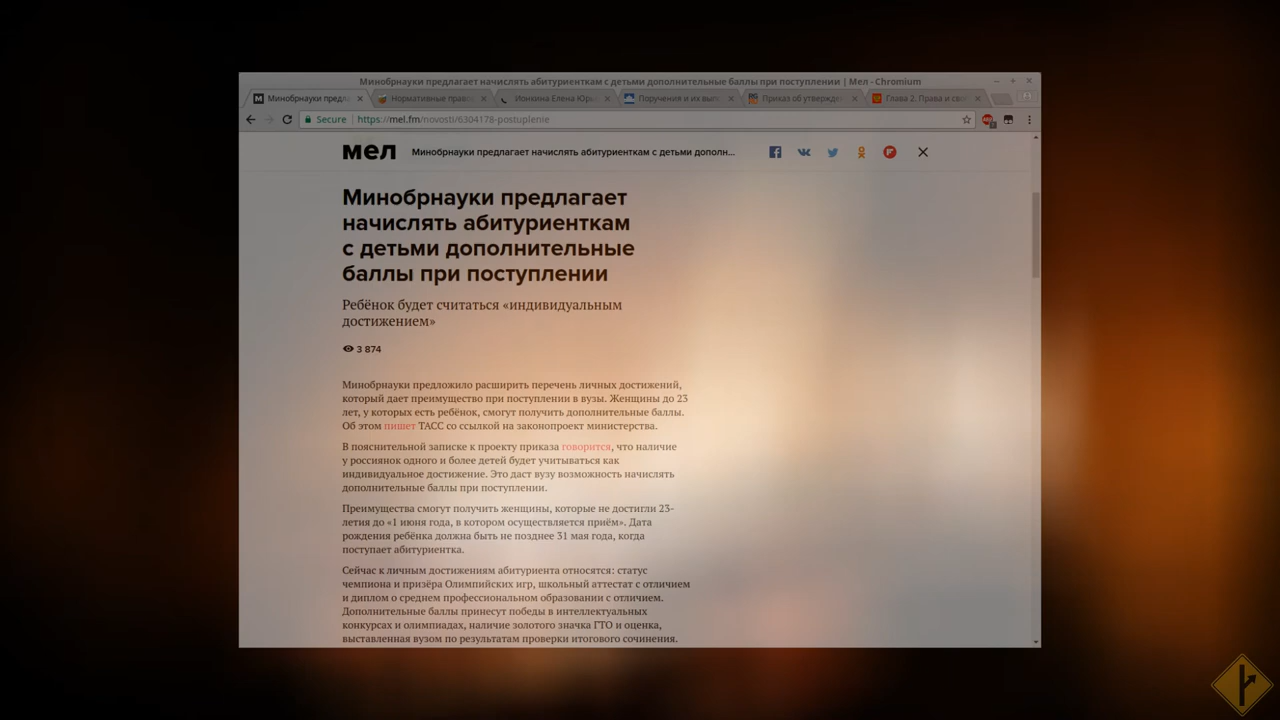 Минобрнауки предлагает начислять абитуриенткам с детьми дополнительные баллы при поступлении | Мел - Chromium
Минобрнауки предла
Нормативные право
Ионкина Елена Юрь
Поручения и их вып
Приказ об утвержде
Глава 2. Права и сво
Secure
https://mel.fm/novosti/6304178-postuplenie
мел
Минобрнауки предлагает начислять абитуриенткам с детьми дополн...
Минобрнауки предлагает
начислять абитуриенткам
с детьми дополнительные
баллы при поступлении
Ребёнок будет считаться «индивидуальным
достижением»
3 874
Минобрнауки предложило расширить перечень личных достижений,
который дает преимущество при поступлении в вузы. Женщины до 23
лет, у которых есть ребёнок, смогут получить дополнительные баллы.
Об этом пишет ТАСС со ссылкой на законопроект министерства.
В пояснительной записке к проекту приказа говорится, что наличие
у россиянок одного и более детей будет учитываться как
индивидуальное достижение. Это даст вузу возможность начислять
дополнительные баллы при поступлении.
Преимущества смогут получить женщины, которые не достигли 23-
летия до «1 июня года, в котором осуществляется приём». Дата
рождения ребёнка должна быть не позднее 31 мая года, когда
поступает абитуриентка.
Сейчас к личным достижениям абитуриента относятся: статус
чемпиона и призёра Олимпийских игр, школьный аттестат с отличием
и диплом о среднем профессиональном образовании с отличием.
Дополнительные баллы принесут победы в интеллектуальных
конкурсах и олимпиадах, наличие золотого значка ГТО и оценка,
выставленная вузом по результатам проверки итогового сочинения.